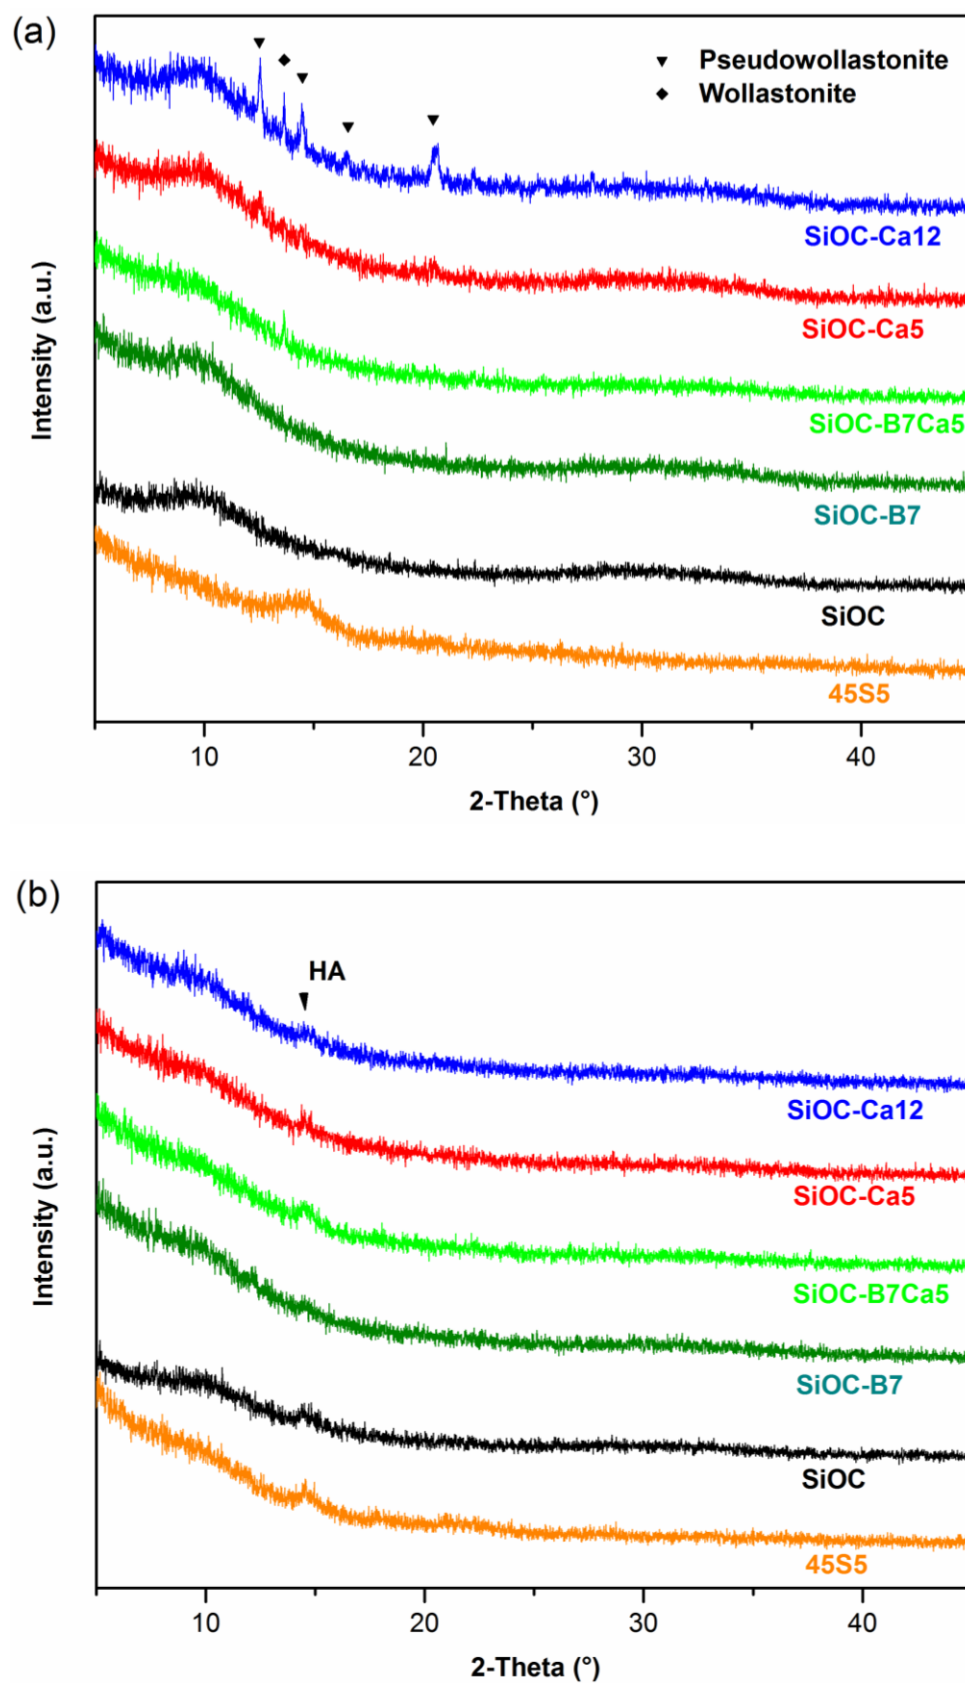 (a)
▼ Pseudowollastonite
◆ Wollastonite
SiOC-Ca12
SiOC-Ca5
SiOC-B7Ca5
SiOC-B7
SiOC
45S5
Intensity (a.u.)
10 20 30 40
2-Theta (°)
(b)
HA
SiOC-Ca12
SiOC-Ca5
SiOC-B7Ca5
SiOC-B7
SiOC
45S5
Intensity (a.u.)
10 20 30 40
2-Theta (°)